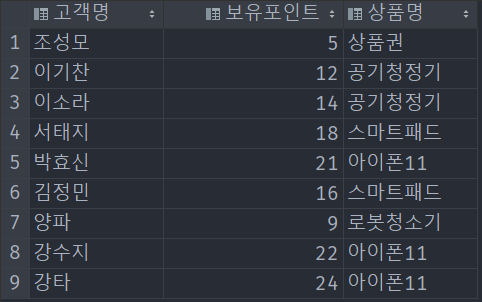 고객명 보유포인트 상품명
1 조성모 5 상품권
2 이기찬 12 공기청정기
3 이소라 14 공기청정기
4 서태지 18 스마트패드
5 박효신 21 아이폰11
6 김정민 16 스마트패드
7 양파 9 로봇청소기
8 강수지 22 아이폰11
9 강타 24 아이폰11